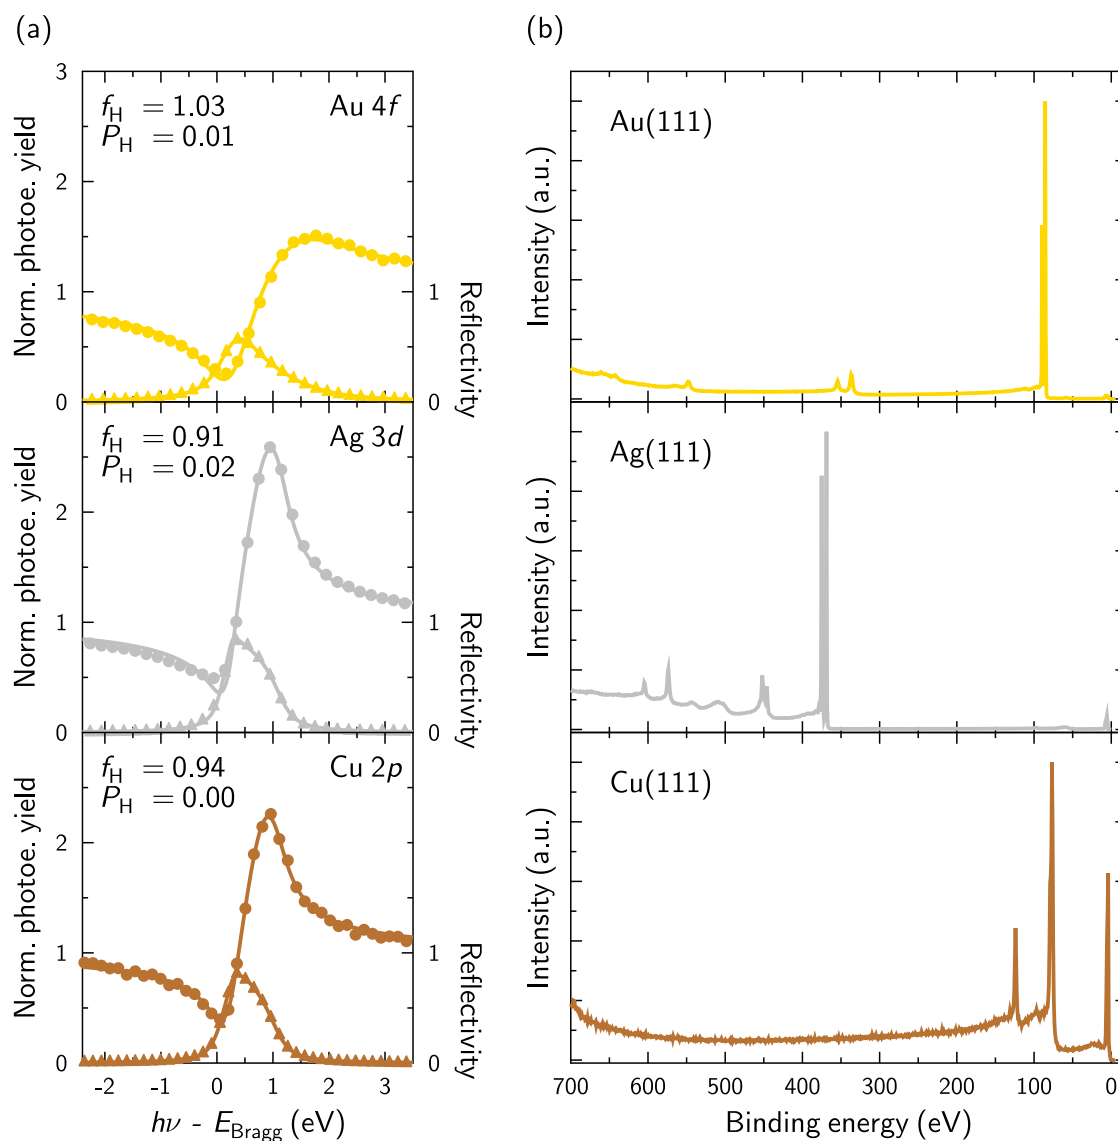 (a)
(b)
3
2
1
0
Norm. photoe. yield
f_H = 1.03
P_H = 0.01
Au 4f
1
0
Reflectivity
2
1
0
Norm. photoe. yield
f_H = 0.91
P_H = 0.02
Ag 3d
1
0
Reflectivity
2
1
0
Norm. photoe. yield
f_H = 0.94
P_H = 0.00
Cu 2p
1
0
Reflectivity
-2 -1 0 1 2 3
hν - E_Bragg (eV)
Intensity (a.u.)
Au(111)
Intensity (a.u.)
Ag(111)
Intensity (a.u.)
Cu(111)
700 600 500 400 300 200 100 0
Binding energy (eV)